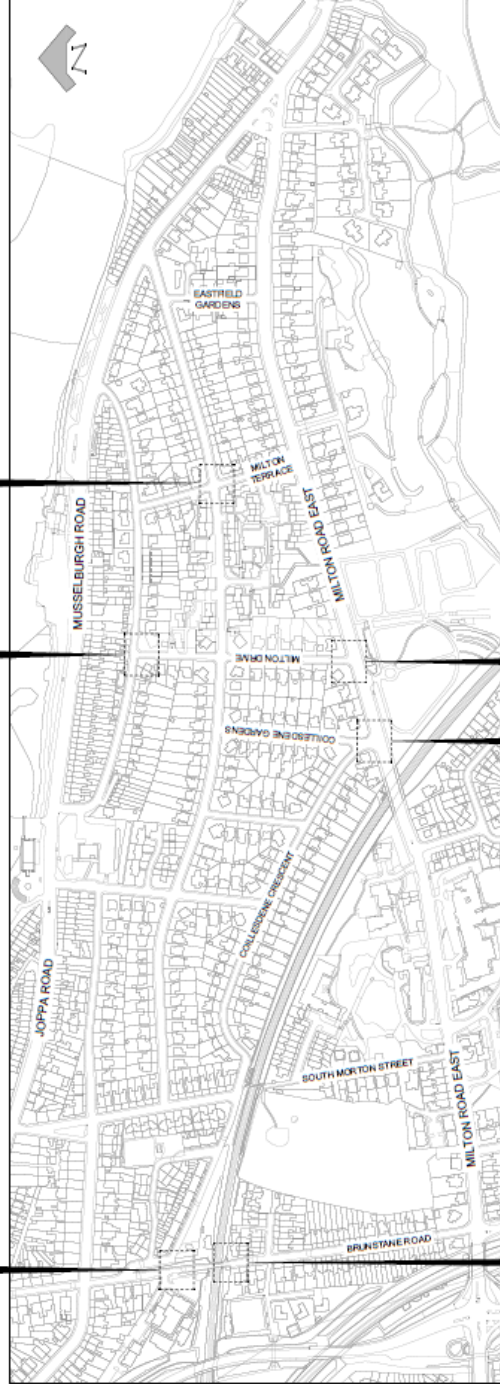 N
EASTFIELD
GARDENS
MILTON
TERRACE
MUSSELBURGH ROAD
MILTON ROAD EAST
MILTON DRIVE
COILLESDENE GARDENS
COILLESDENE CRESCENT
JOPPA ROAD
SOUTH MORTON STREET
MILTON ROAD EAST
BRUNSTANE ROAD